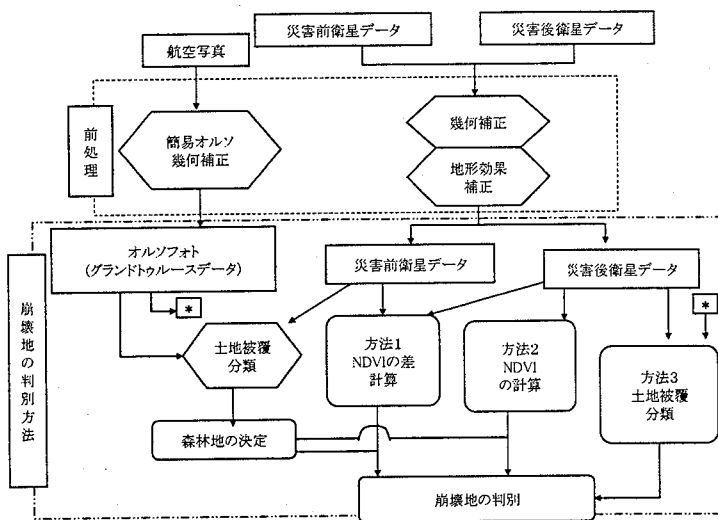 災害前衛星データ
災害後衛星データ
航空写真
前処理
簡易オルソ
幾何補正
幾何補正
地形効果
補正
崩壊地の判別方法
オルソフォト
(グランドトゥルースデータ)
*
災害前衛星データ
災害後衛星データ
*
土地被覆
分類
方法1
NDVIの差
計算
方法2
NDVI
の計算
方法3
土地被覆
分類
森林地の決定
崩壊地の判別